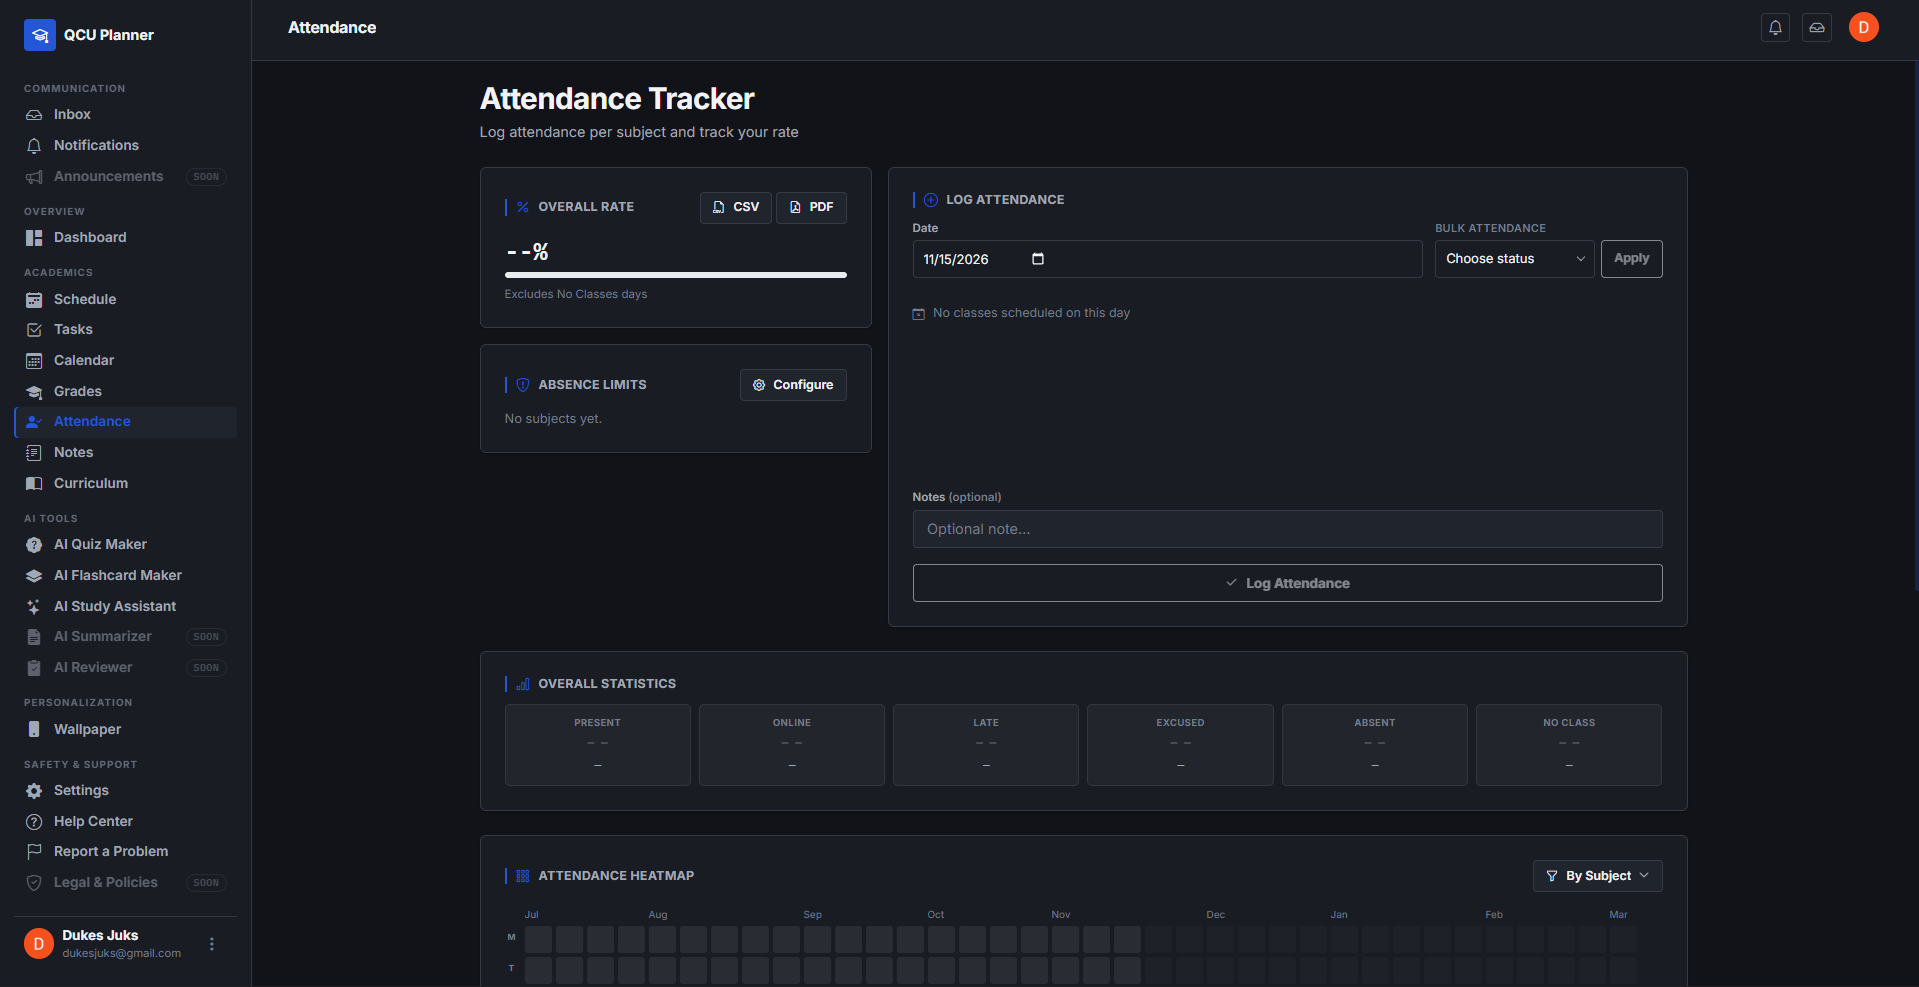 QCU Planner
COMMUNICATION
Inbox
Notifications
Announcements SOON
OVERVIEW
Dashboard
ACADEMICS
Schedule
Tasks
Calendar
Grades
Attendance
Notes
Curriculum
AI TOOLS
AI Quiz Maker
AI Flashcard Maker
AI Study Assistant
AI Summarizer SOON
AI Reviewer SOON
PERSONALIZATION
Wallpaper
SAFETY & SUPPORT
Settings
Help Center
Report a Problem
Legal & Policies SOON
D
Dukes Juks
dukesjuks@gmail.com
Attendance
D
Attendance Tracker
Log attendance per subject and track your rate
OVERALL RATE
CSV
PDF
--%
Excludes No Classes days
ABSENCE LIMITS
Configure
No subjects yet.
LOG ATTENDANCE
Date
BULK ATTENDANCE
11/15/2026
Choose status
Apply
No classes scheduled on this day
Notes (optional)
Optional note...
Log Attendance
OVERALL STATISTICS
PRESENT
--
–
ONLINE
--
–
LATE
--
–
EXCUSED
--
–
ABSENT
--
–
NO CLASS
--
–
ATTENDANCE HEATMAP
By Subject
Jul Aug Sep Oct Nov Dec Jan Feb Mar
M
T